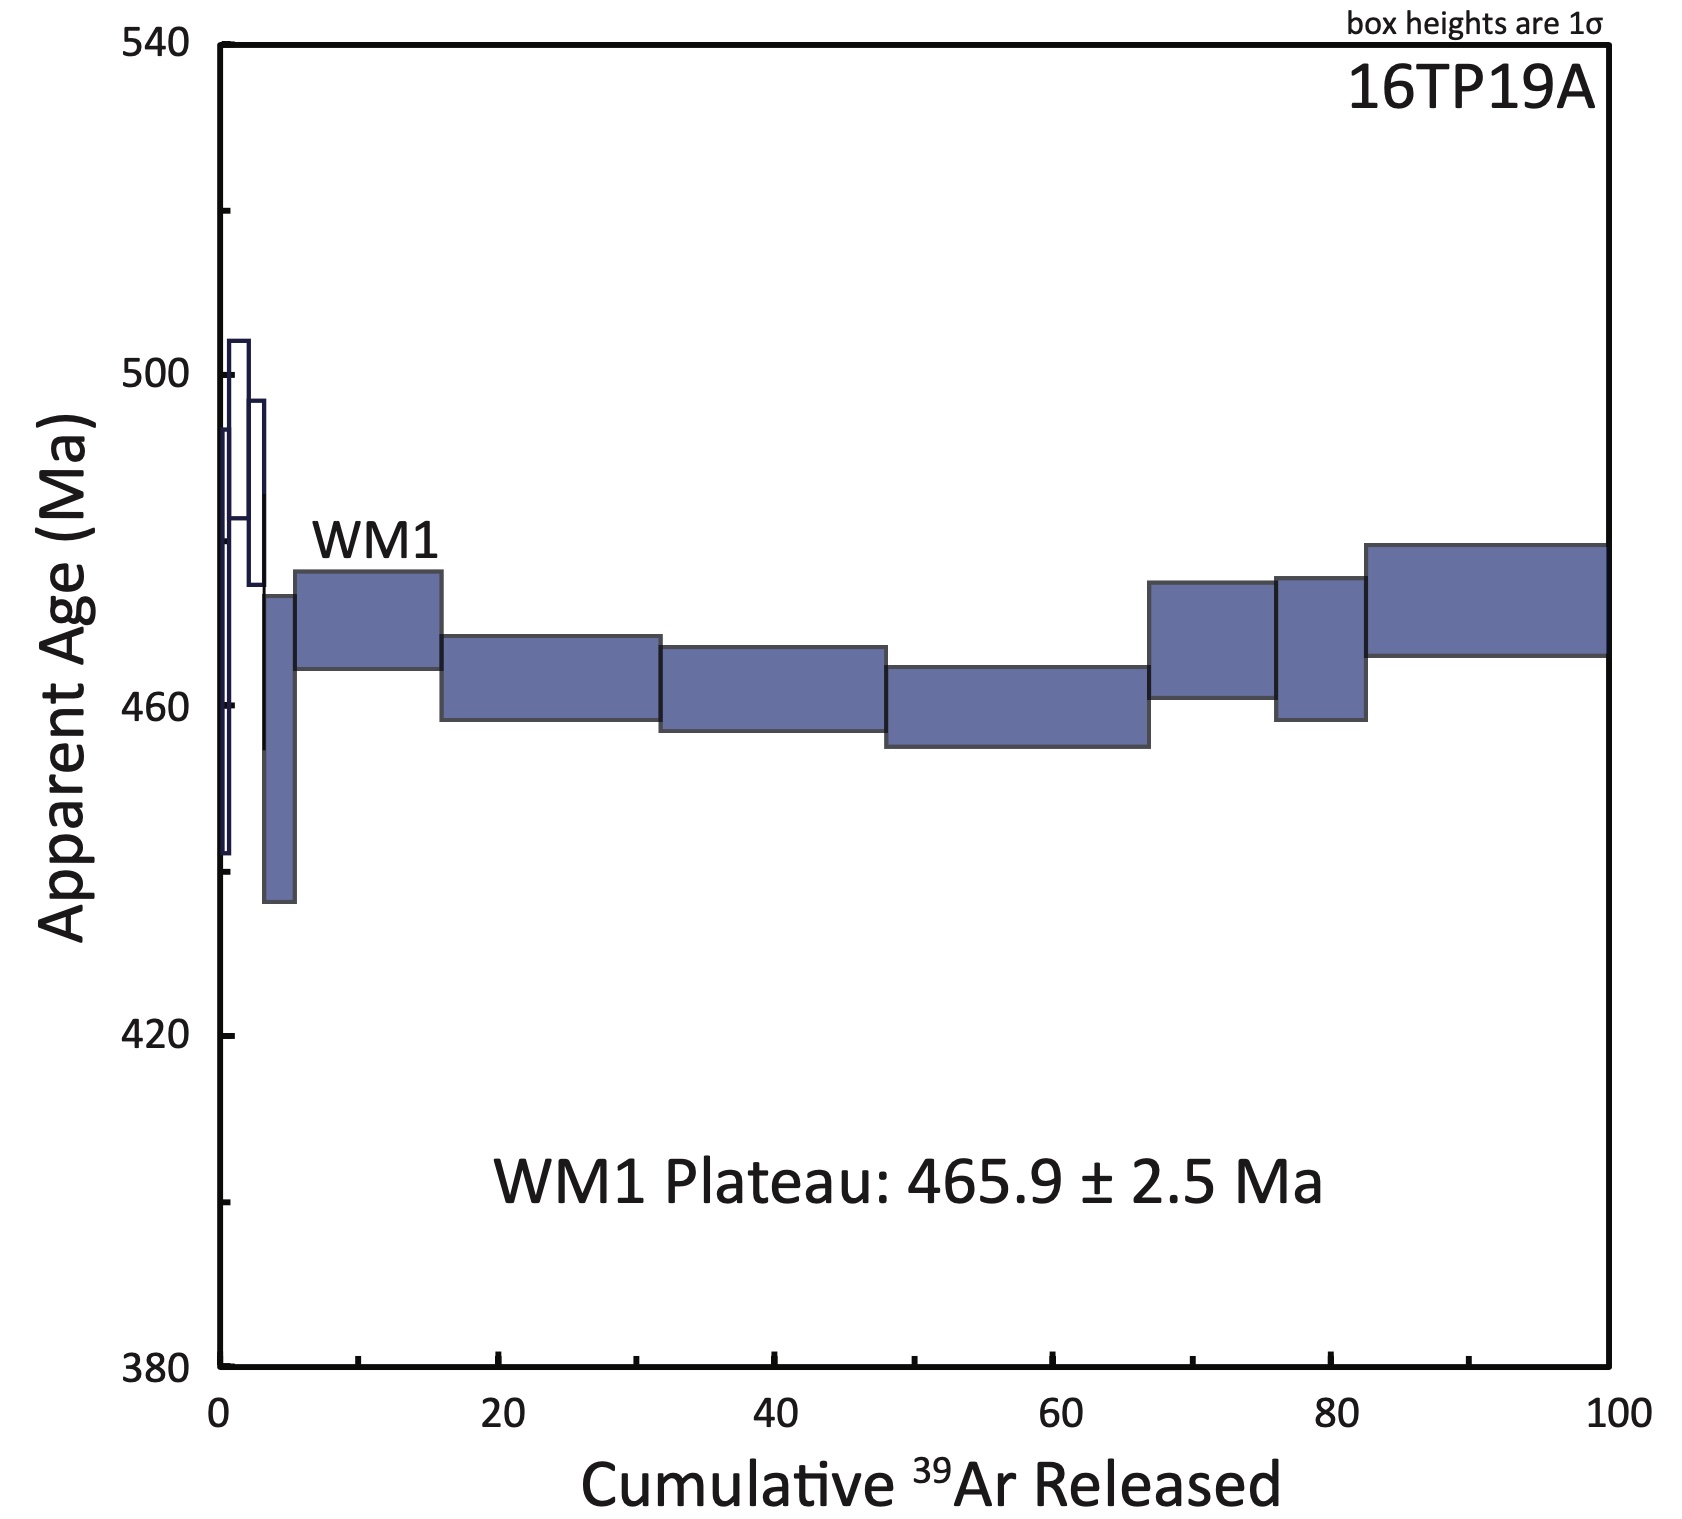 box heights are 1σ
16TP19A
540
500
460
420
380
Apparent Age (Ma)
WM1
WM1 Plateau: 465.9 ± 2.5 Ma
0 20 40 60 80 100
Cumulative ³⁹Ar Released